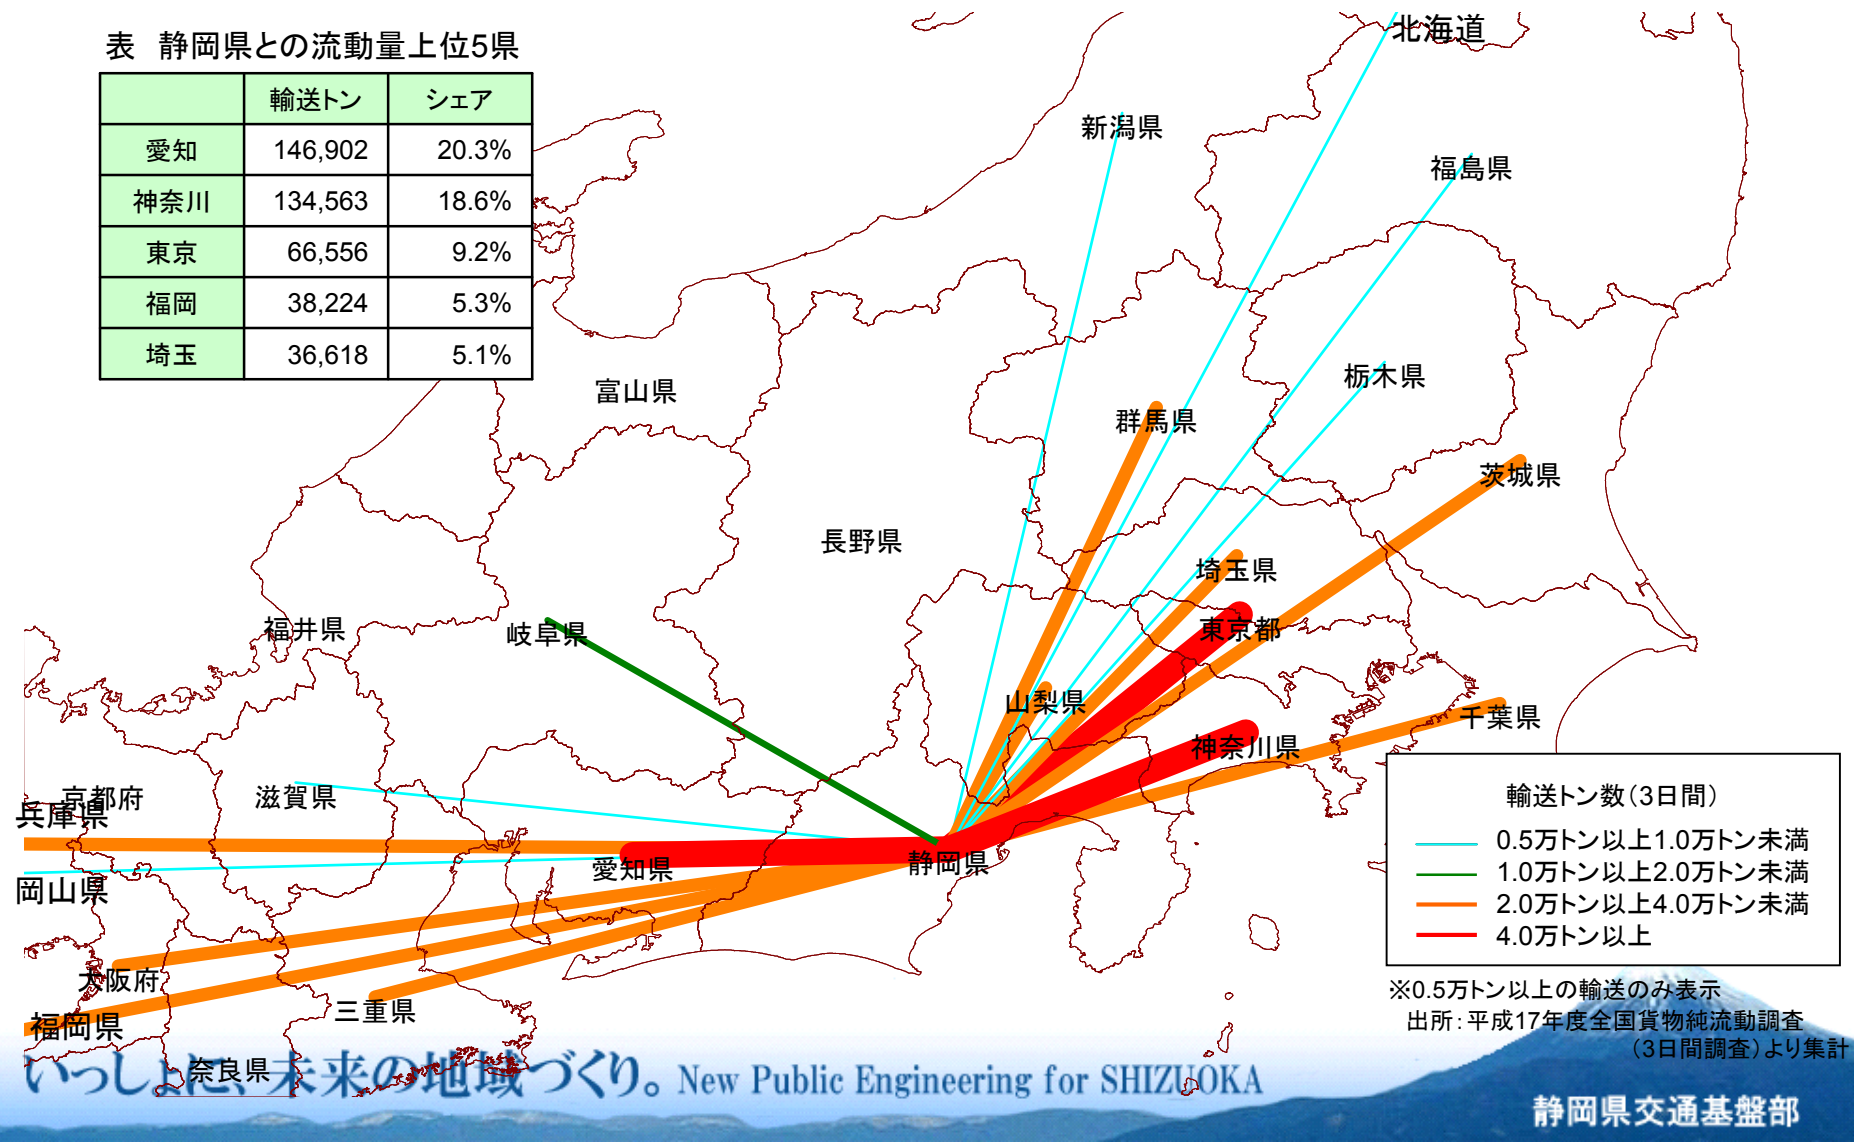 表　静岡県との流動量上位5県
輸送トン シェア
愛知 146,902 20.3%
神奈川 134,563 18.6%
東京 66,556 9.2%
福岡 38,224 5.3%
埼玉 36,618 5.1%
北海道
新潟県
福島県
栃木県
富山県
群馬県
茨城県
長野県
埼玉県
福井県
岐阜県
東京都
山梨県
千葉県
神奈川県
京都府
滋賀県
兵庫県
愛知県
静岡県
岡山県
大阪府
三重県
福岡県
奈良県
輸送トン数（3日間）
0.5万トン以上1.0万トン未満
1.0万トン以上2.0万トン未満
2.0万トン以上4.0万トン未満
4.0万トン以上
※0.5万トン以上の輸送のみ表示
出所：平成17年度全国貨物純流動調査
（3日間調査）より集計
いっしょに、未来の地域づくり。 New Public Engineering for SHIZUOKA
静岡県交通基盤部